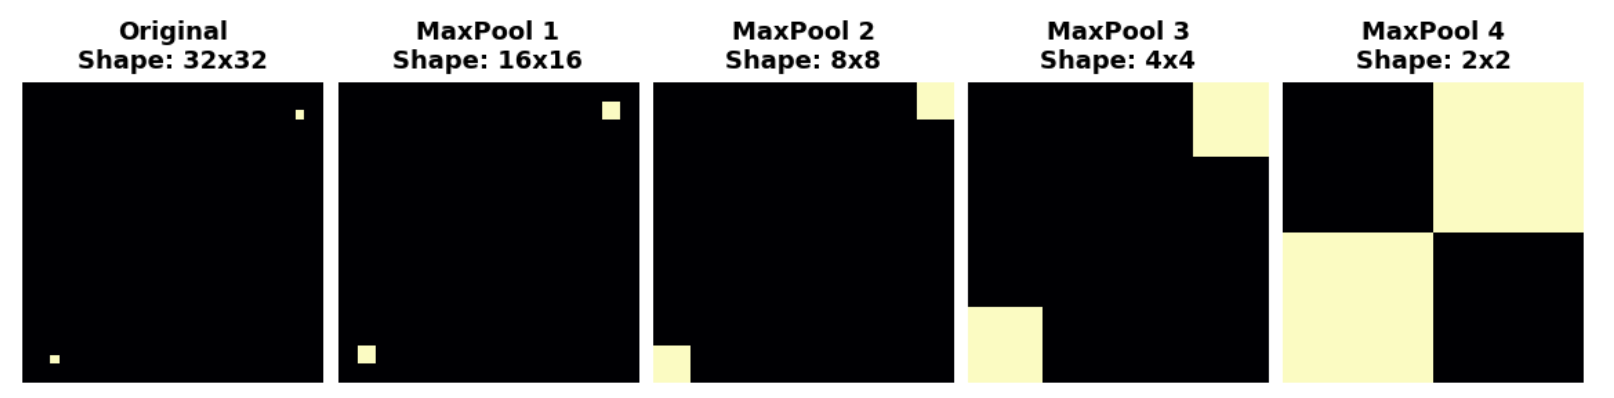 Original
Shape: 32x32
MaxPool 1
Shape: 16x16
MaxPool 2
Shape: 8x8
MaxPool 3
Shape: 4x4
MaxPool 4
Shape: 2x2